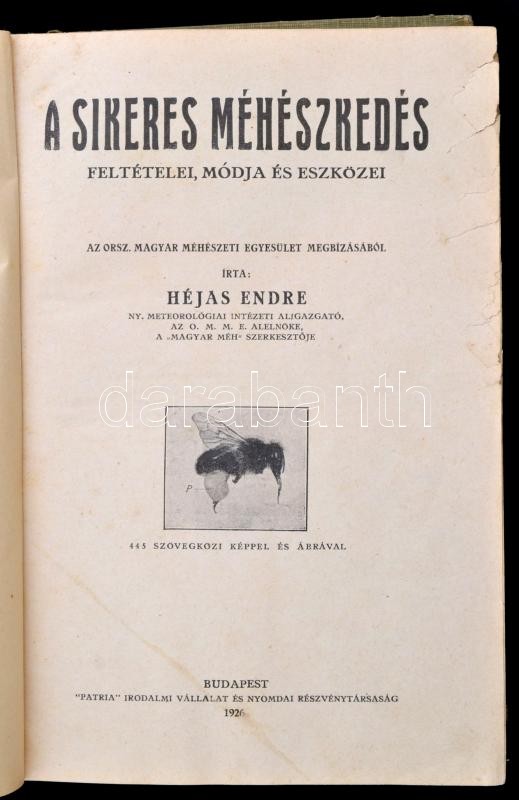 A SIKERES MÉHÉSZKEDÉS
FELTÉTELEI, MÓDJA ÉS ESZKÖZEI
AZ ORSZ. MAGYAR MÉHÉSZETI EGYESÜLET MEGBÍZÁSÁBÓL
ÍRTA:
HÉJAS ENDRE
NY. METEOROLÓGIAI INTÉZETI ALIGAZGATÓ,
AZ O. M. M. E. ALELNÖKE,
A „MAGYAR MÉH" SZERKESZTŐJE
darabanth
P
445 SZÖVEGKÖZI KÉPPEL ÉS ÁBRÁVAL
BUDAPEST
"PATRIA" IRODALMI VÁLLALAT ÉS NYOMDAI RÉSZVÉNYTÁRSASÁG
1926